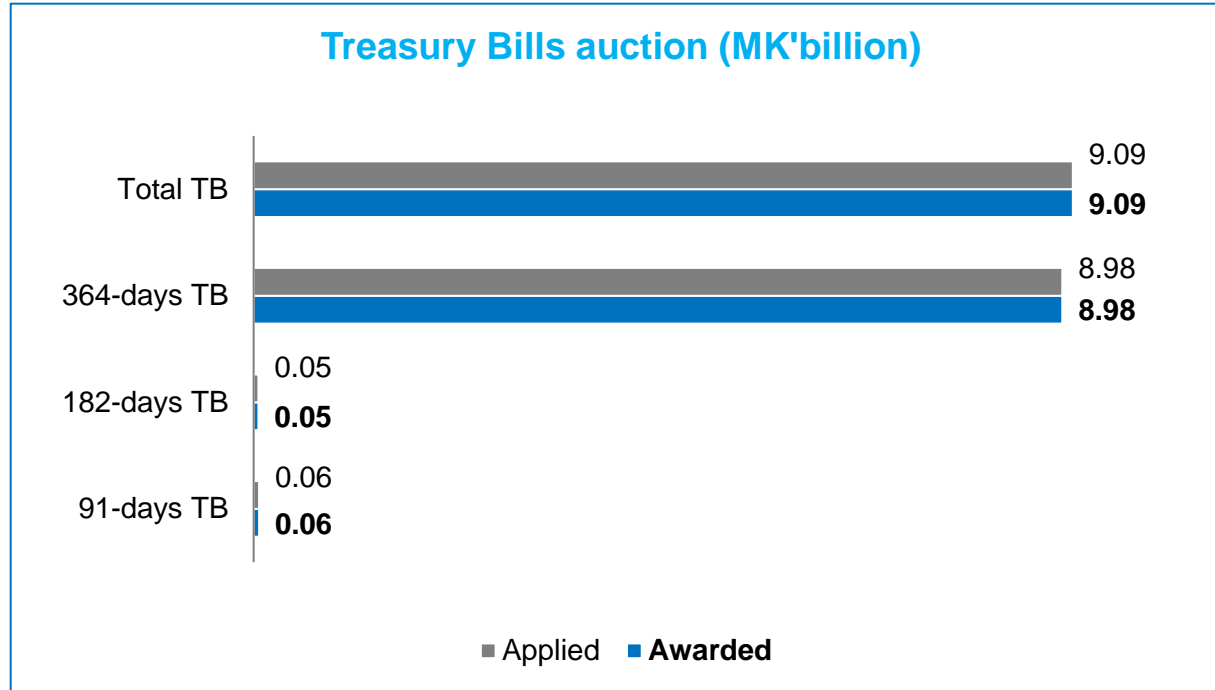 Treasury Bills auction (MK'billion)
Total TB
9.09
9.09
364-days TB
8.98
8.98
182-days TB
0.05
0.05
91-days TB
0.06
0.06
Applied
Awarded